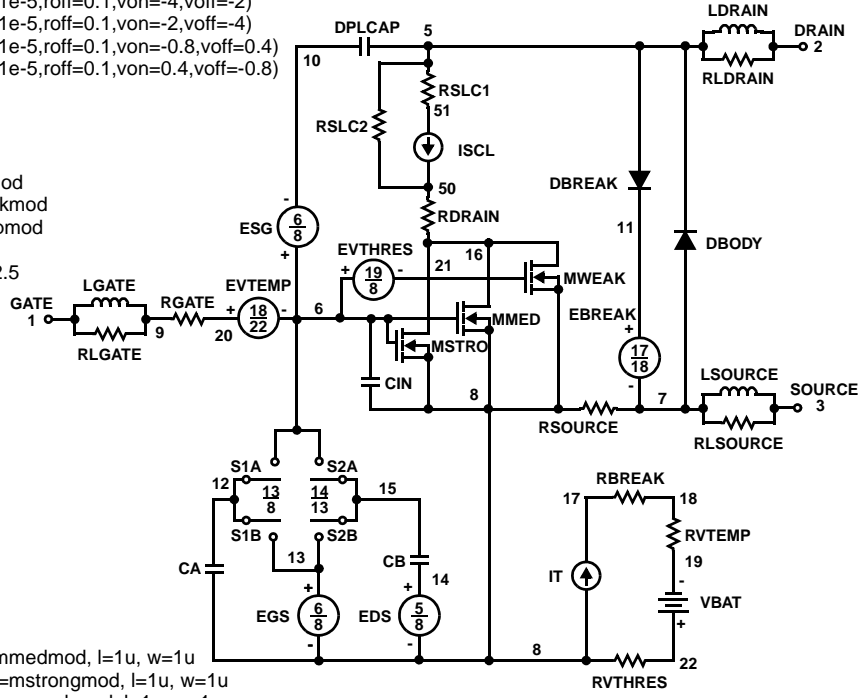 1e-5,roff=0.1,von=-4,voff=-2)
1e-5,roff=0.1,von=-2,voff=-4)
1e-5,roff=0.1,von=-0.8,voff=0.4)
1e-5,roff=0.1,von=0.4,voff=-0.8)
LDRAIN
DPLCAP
5
DRAIN
2
10
RLDRAIN
RSLC1
51
RSLC2
ISCL
50
DBREAK
RDRAIN
-
ESG
6
8
+
11
DBODY
EVTHRES
+
19
8
-
21
16
MWEAK
LGATE
EVTEMP
GATE
1
RGATE
+
18
22
-
6
MMED
EBREAK
+
9
20
MSTRO
RLGATE
17
18
-
CIN
8
7
LSOURCE
SOURCE
3
RSOURCE
RLSOURCE
S1A
S2A
12
13
8
14
13
15
S1B
S2B
13
RBREAK
17
18
RVTEMP
CA
CB
14
IT
19
-
VBAT
+
+
EGS
6
8
-
+
EDS
5
8
-
8
22
RVTHRES
od
kmod
omod
2.5
mmedmod, l=1u, w=1u
=mstrongmod, l=1u, w=1u